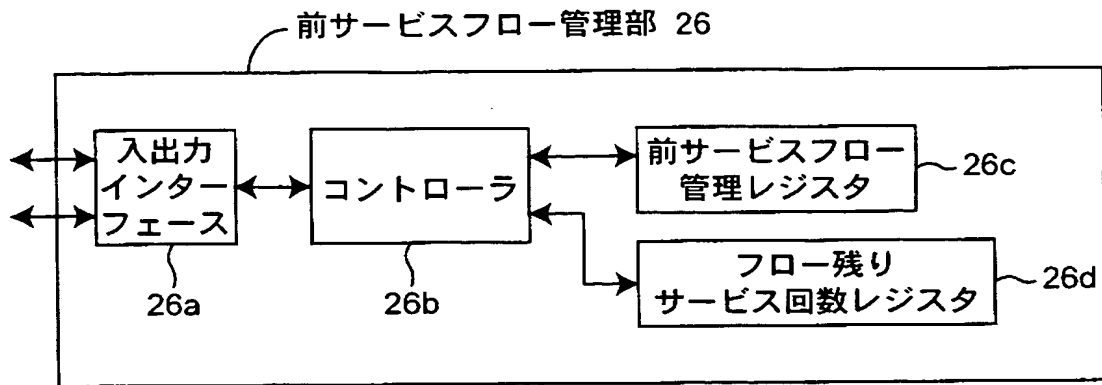 前サービスフロー管理部 26
入出力
インター
フェース
26a
コントローラ
26b
前サービスフロー
管理レジスタ
26c
フロー残り
サービス回数レジスタ
26d